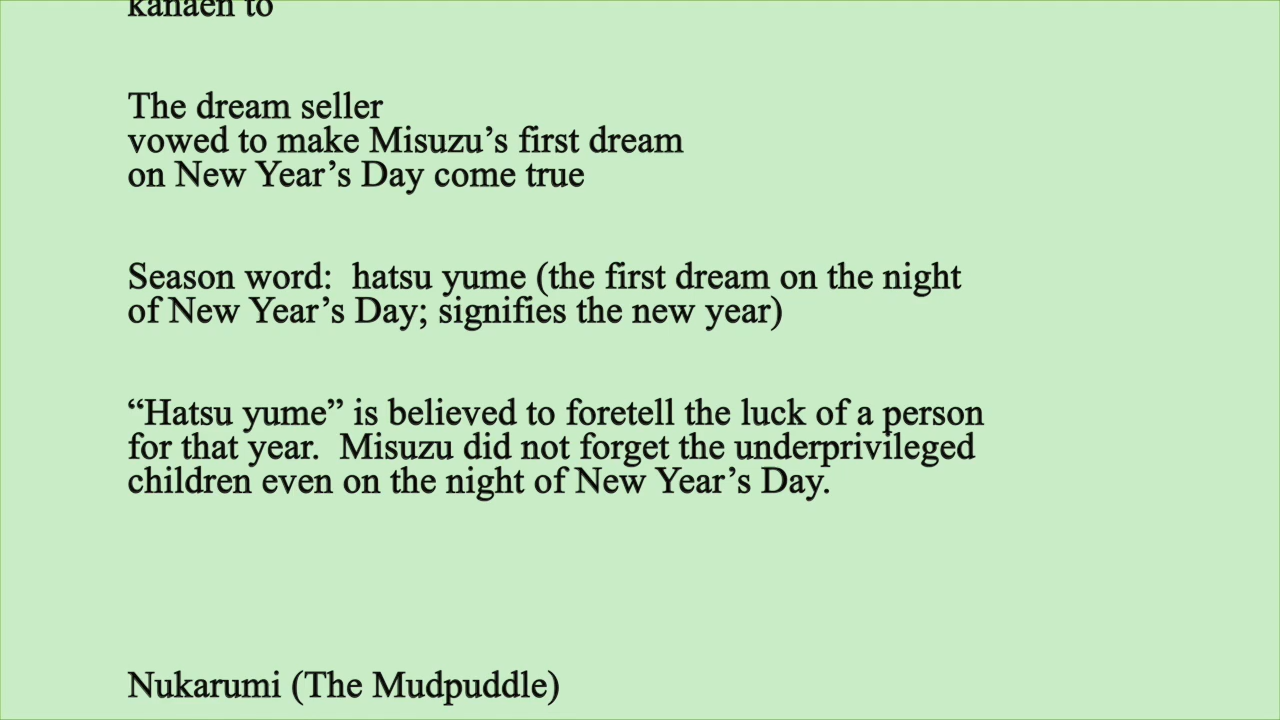 kanaen to
The dream seller
vowed to make Misuzu’s first dream
on New Year’s Day come true
Season word:  hatsu yume (the first dream on the night
of New Year’s Day; signifies the new year)
“Hatsu yume” is believed to foretell the luck of a person
for that year.  Misuzu did not forget the underprivileged
children even on the night of New Year’s Day.
Nukarumi (The Mudpuddle)